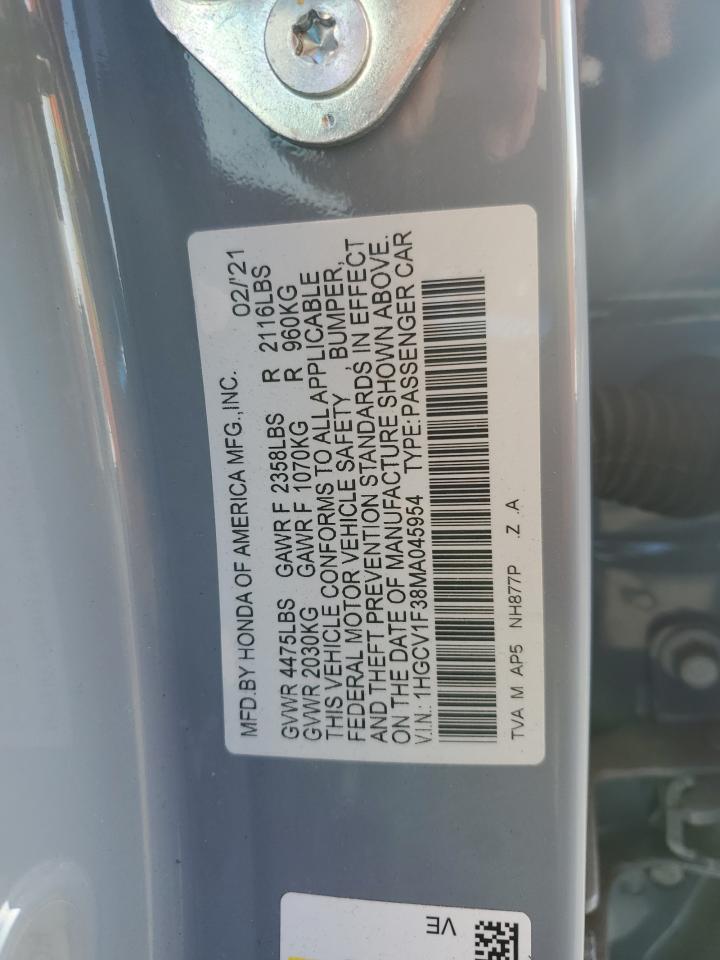 MFD.BY HONDA OF AMERICA MFG.,INC. 02/'21
GVWR 4475LBS GAWR F 2358LBS R 2116LBS
GVWR 2030KG GAWR F 1070KG R 960KG
THIS VEHICLE CONFORMS TO ALL APPLICABLE
FEDERAL MOTOR VEHICLE SAFETY , BUMPER,
AND THEFT PREVENTION STANDARDS IN EFFECT
ON THE DATE OF MANUFACTURE SHOWN ABOVE.
V.I.N.: 1HGCV1F38MA045954 TYPE:PASSENGER CAR
TVA M AP5 NH877P .Z .A
VE